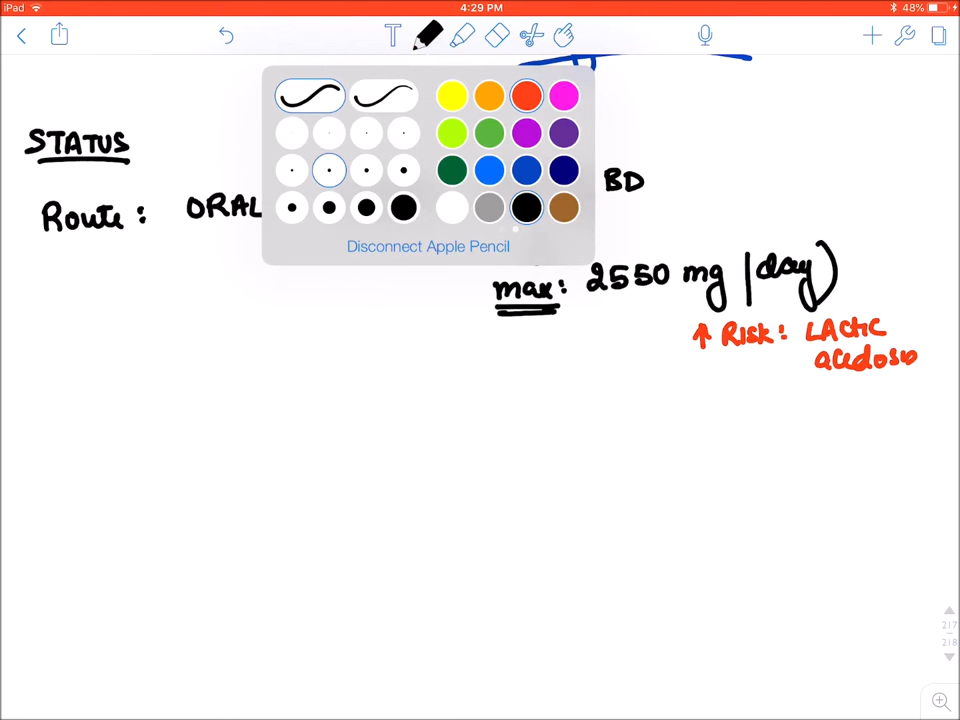 iPad 4:29 PM 48%
T
STATUS
BD
Route : ORAL
Disconnect Apple Pencil
max: 2550 mg /day)
↑ Risk : LActic
acedosis
217
218